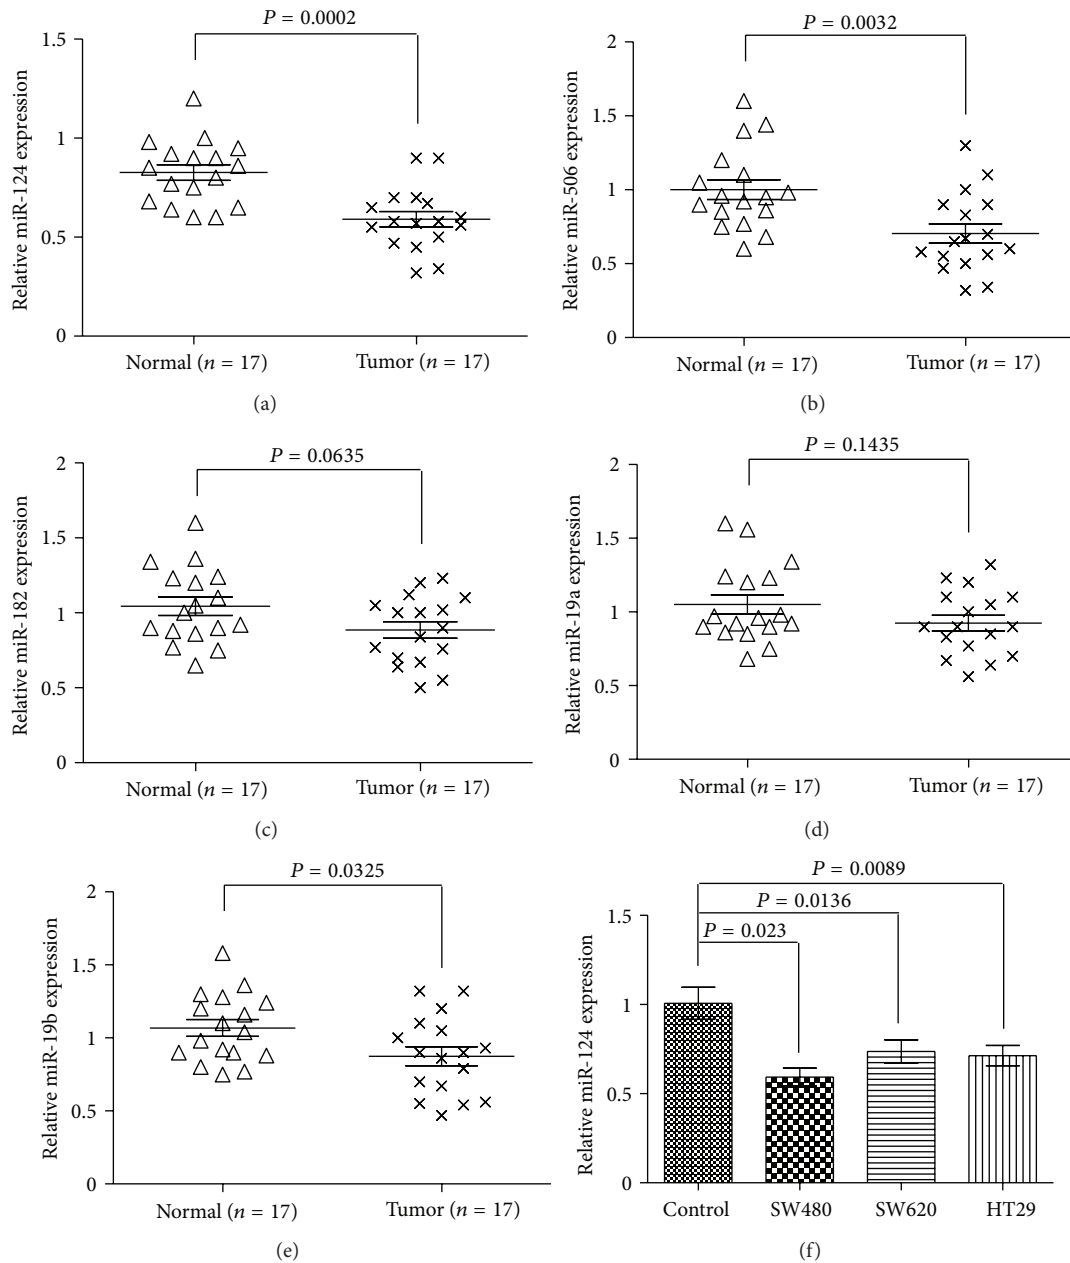 P = 0.0002
1.5
1
0.5
0
Relative miR-124 expression
Normal (n = 17)
Tumor (n = 17)
(a)
P = 0.0032
2
1.5
1
0.5
0
Relative miR-506 expression
Normal (n = 17)
Tumor (n = 17)
(b)
P = 0.0635
2
1.5
1
0.5
0
Relative miR-182 expression
Normal (n = 17)
Tumor (n = 17)
(c)
P = 0.1435
2
1.5
1
0.5
0
Relative miR-19a expression
Normal (n = 17)
Tumor (n = 17)
(d)
P = 0.0325
2
1.5
1
0.5
0
Relative miR-19b expression
Normal (n = 17)
Tumor (n = 17)
(e)
P = 0.0089
P = 0.0136
P = 0.023
1.5
1
0.5
0
Relative miR-124 expression
Control
SW480
SW620
HT29
(f)